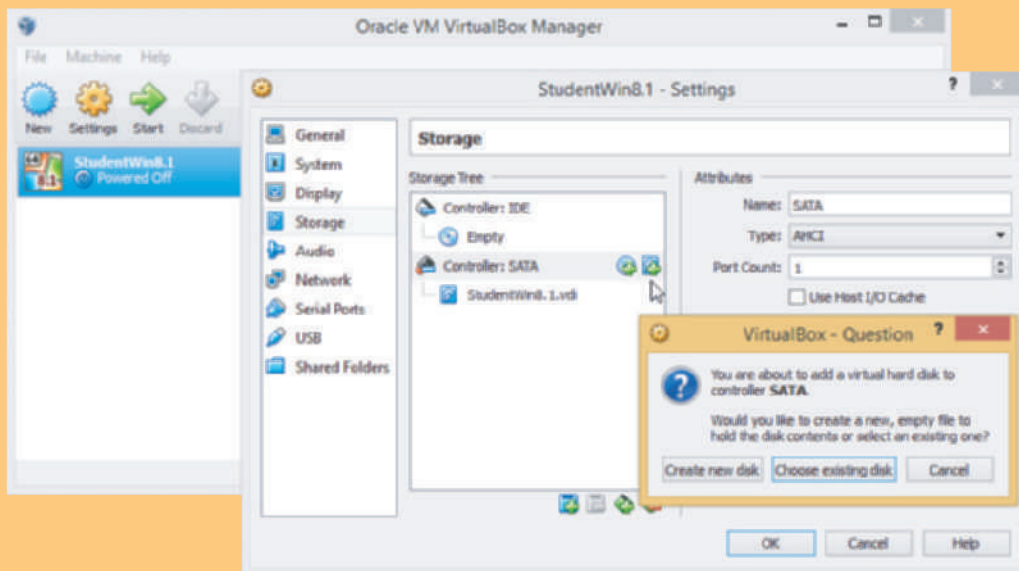 Oracle VM VirtualBox Manager
File Machine Help
New Settings Start Discard
64
8.1
StudentWin8.1
Powered Off
StudentWin8.1 - Settings
?
General
System
Display
Storage
Audio
Network
Serial Ports
USB
Shared Folders
Storage
Storage Tree
Controller: IDE
Empty
Controller: SATA
StudentWin8.1.vdi
Attributes
Name: SATA
Type: AHCI
Port Count: 1
Use Host I/O Cache
VirtualBox - Question ?
You are about to add a virtual hard disk to
controller SATA.
Would you like to create a new, empty file to
hold the disk contents or select an existing one?
Create new disk Choose existing disk Cancel
OK Cancel Help